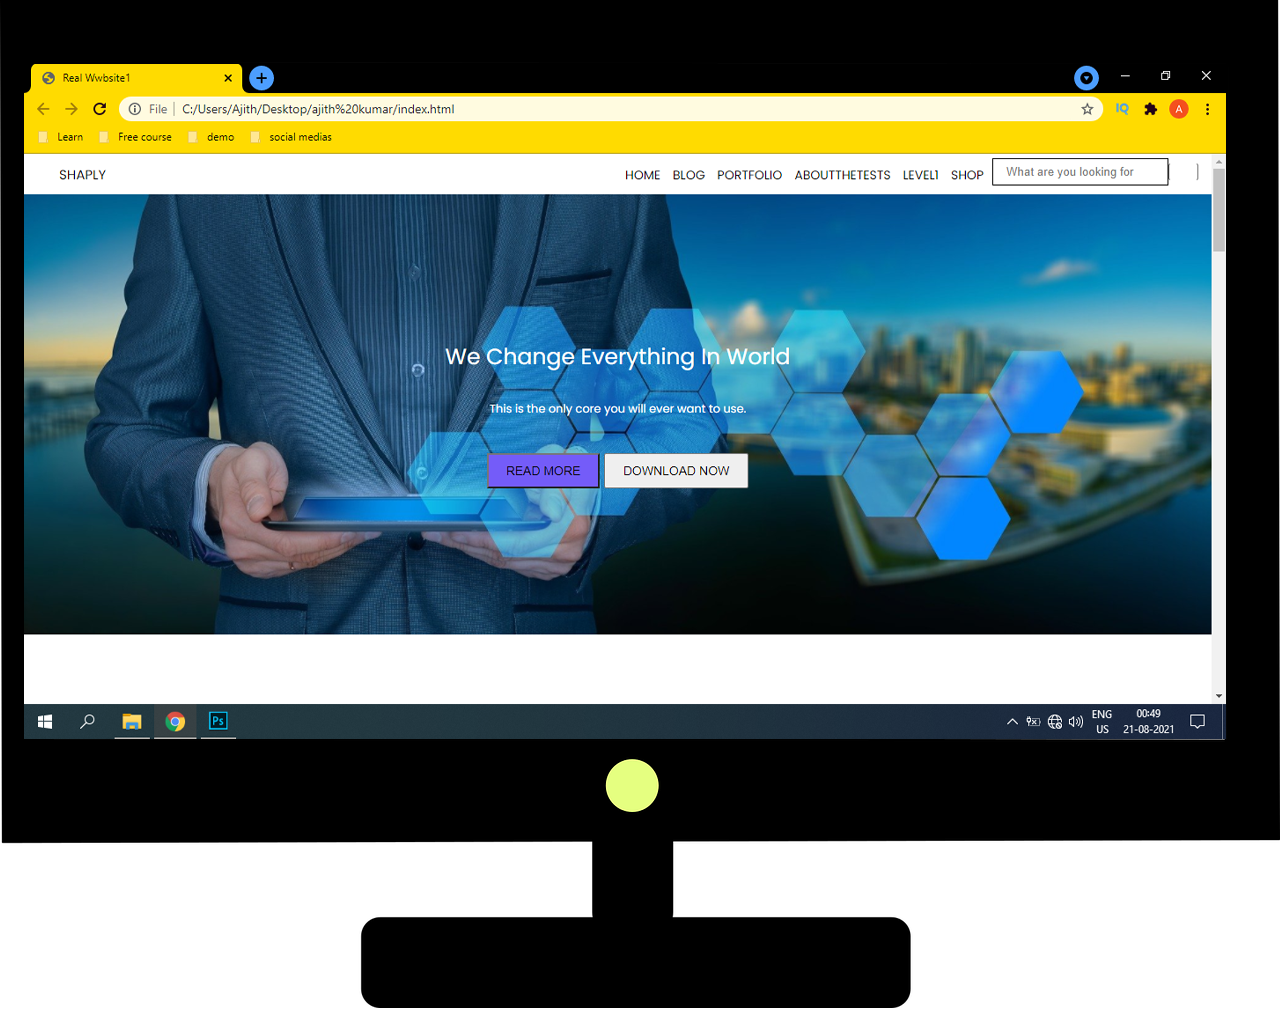 Real Wwbsite1
File C:/Users/Ajith/Desktop/ajith%20kumar/index.html
IQ
A
Learn Free course demo social medias
SHAPLY HOME BLOG PORTFOLIO ABOUTTHETESTS LEVEL1 SHOP What are you looking for
We Change Everything In World
This is the only core you will ever want to use.
READ MORE DOWNLOAD NOW
Ps
ENG 00:49
US 21-08-2021